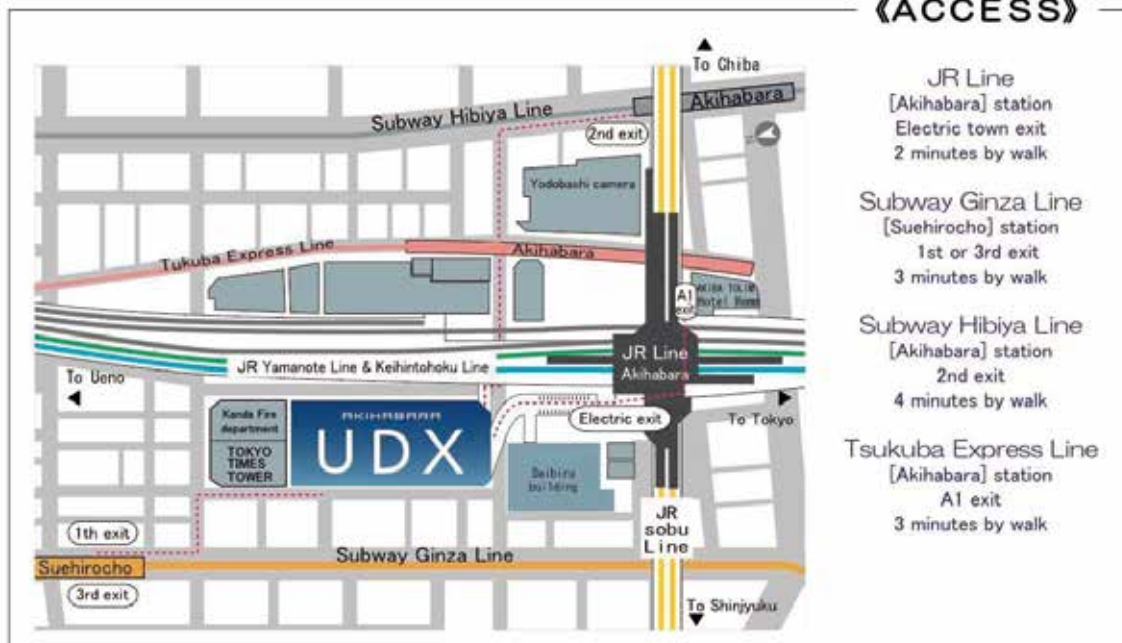 《ACCESS》
To Chiba
Akihabara
Subway Hibiya Line
2nd exit
Yodobashi camera
Tukuba Express Line
Akihabara
A1
exit
JR Line
Akihabara
JR Yamanote Line & Keihintohoku Line
To Ueno
To Tokyo
Electric exit
Kanda Fire
department
TOKYO
TIMES
TOWER
AKIHABARA
UDX
Daibiru
building
JR
sobu
Line
1th exit
Subway Ginza Line
Suehirocho
3rd exit
To Shinjyuku
JR Line
[Akihabara] station
Electric town exit
2 minutes by walk
Subway Ginza Line
[Suehirocho] station
1st or 3rd exit
3 minutes by walk
Subway Hibiya Line
[Akihabara] station
2nd exit
4 minutes by walk
Tsukuba Express Line
[Akihabara] station
A1 exit
3 minutes by walk